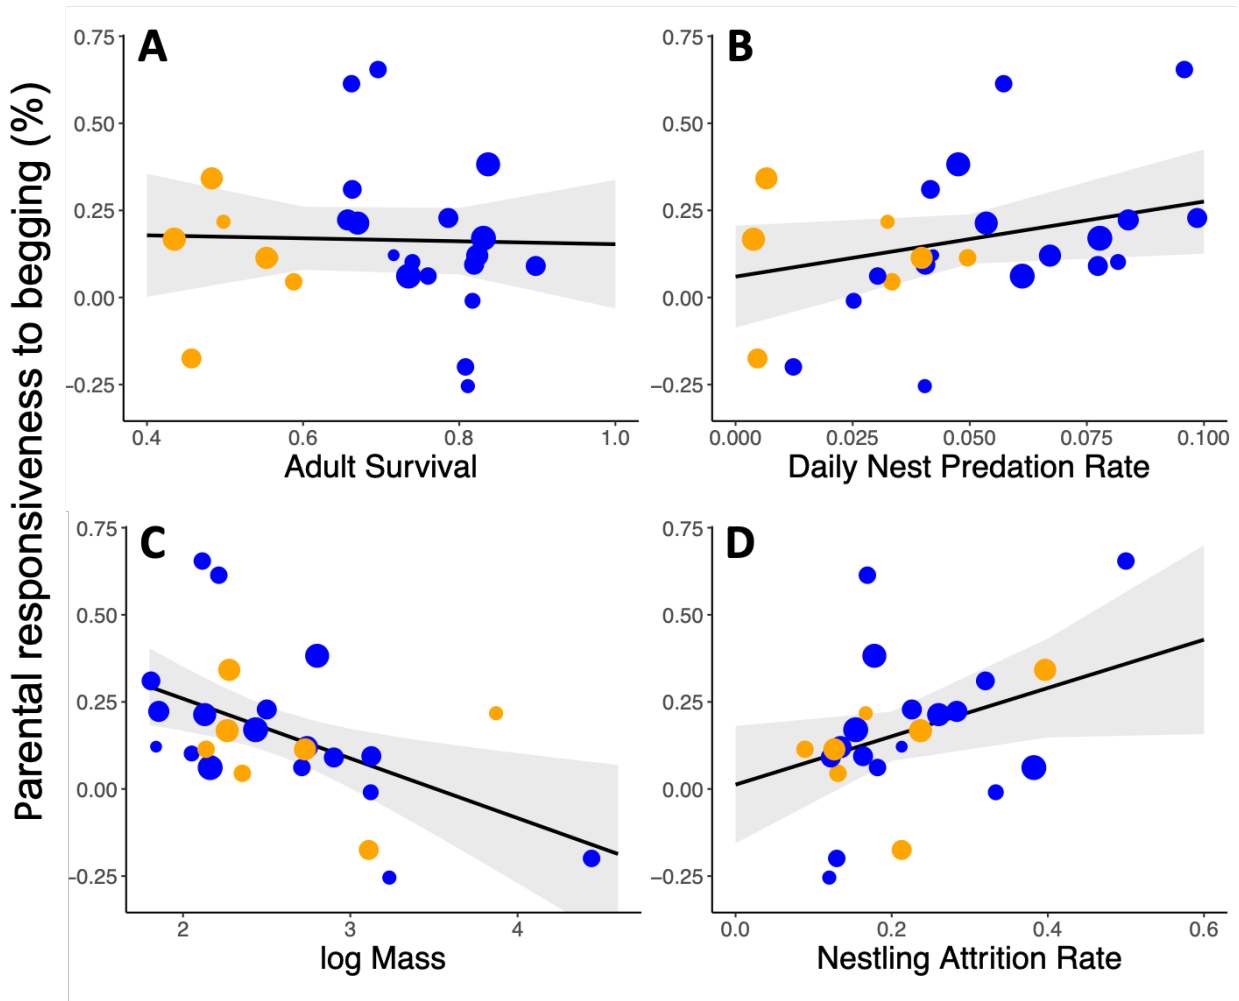 Parental responsiveness to begging (%)
A
0.75
0.50
0.25
0.00
−0.25
0.4 0.6 0.8 1.0
Adult Survival
B
0.75
0.50
0.25
0.00
−0.25
0.000 0.025 0.050 0.075 0.100
Daily Nest Predation Rate
C
0.75
0.50
0.25
0.00
−0.25
2 3 4
log Mass
D
0.75
0.50
0.25
0.00
−0.25
0.0 0.2 0.4 0.6
Nestling Attrition Rate